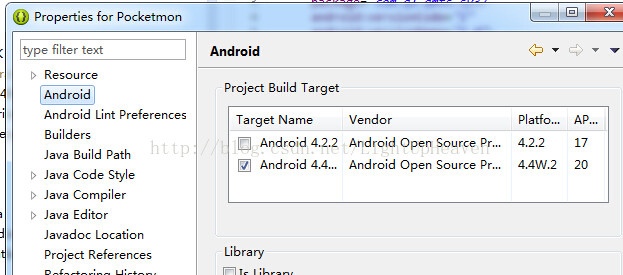 Properties for Pocketmon
type filter text
Resource
Android
Android Lint Preferences
Builders
Java Build Path
Java Code Style
Java Compiler
Java Editor
Javadoc Location
Project References
Refactoring History
Android
Project Build Target
Target Name Vendor Platfo... AP...
Android 4.2.2 Android Open Source Pr... 4.2.2 17
Android 4.4... Android Open Source Pr... 4.4W.2 20
Library
Is Library
http://blog.csdn.net/LightUpHeaven